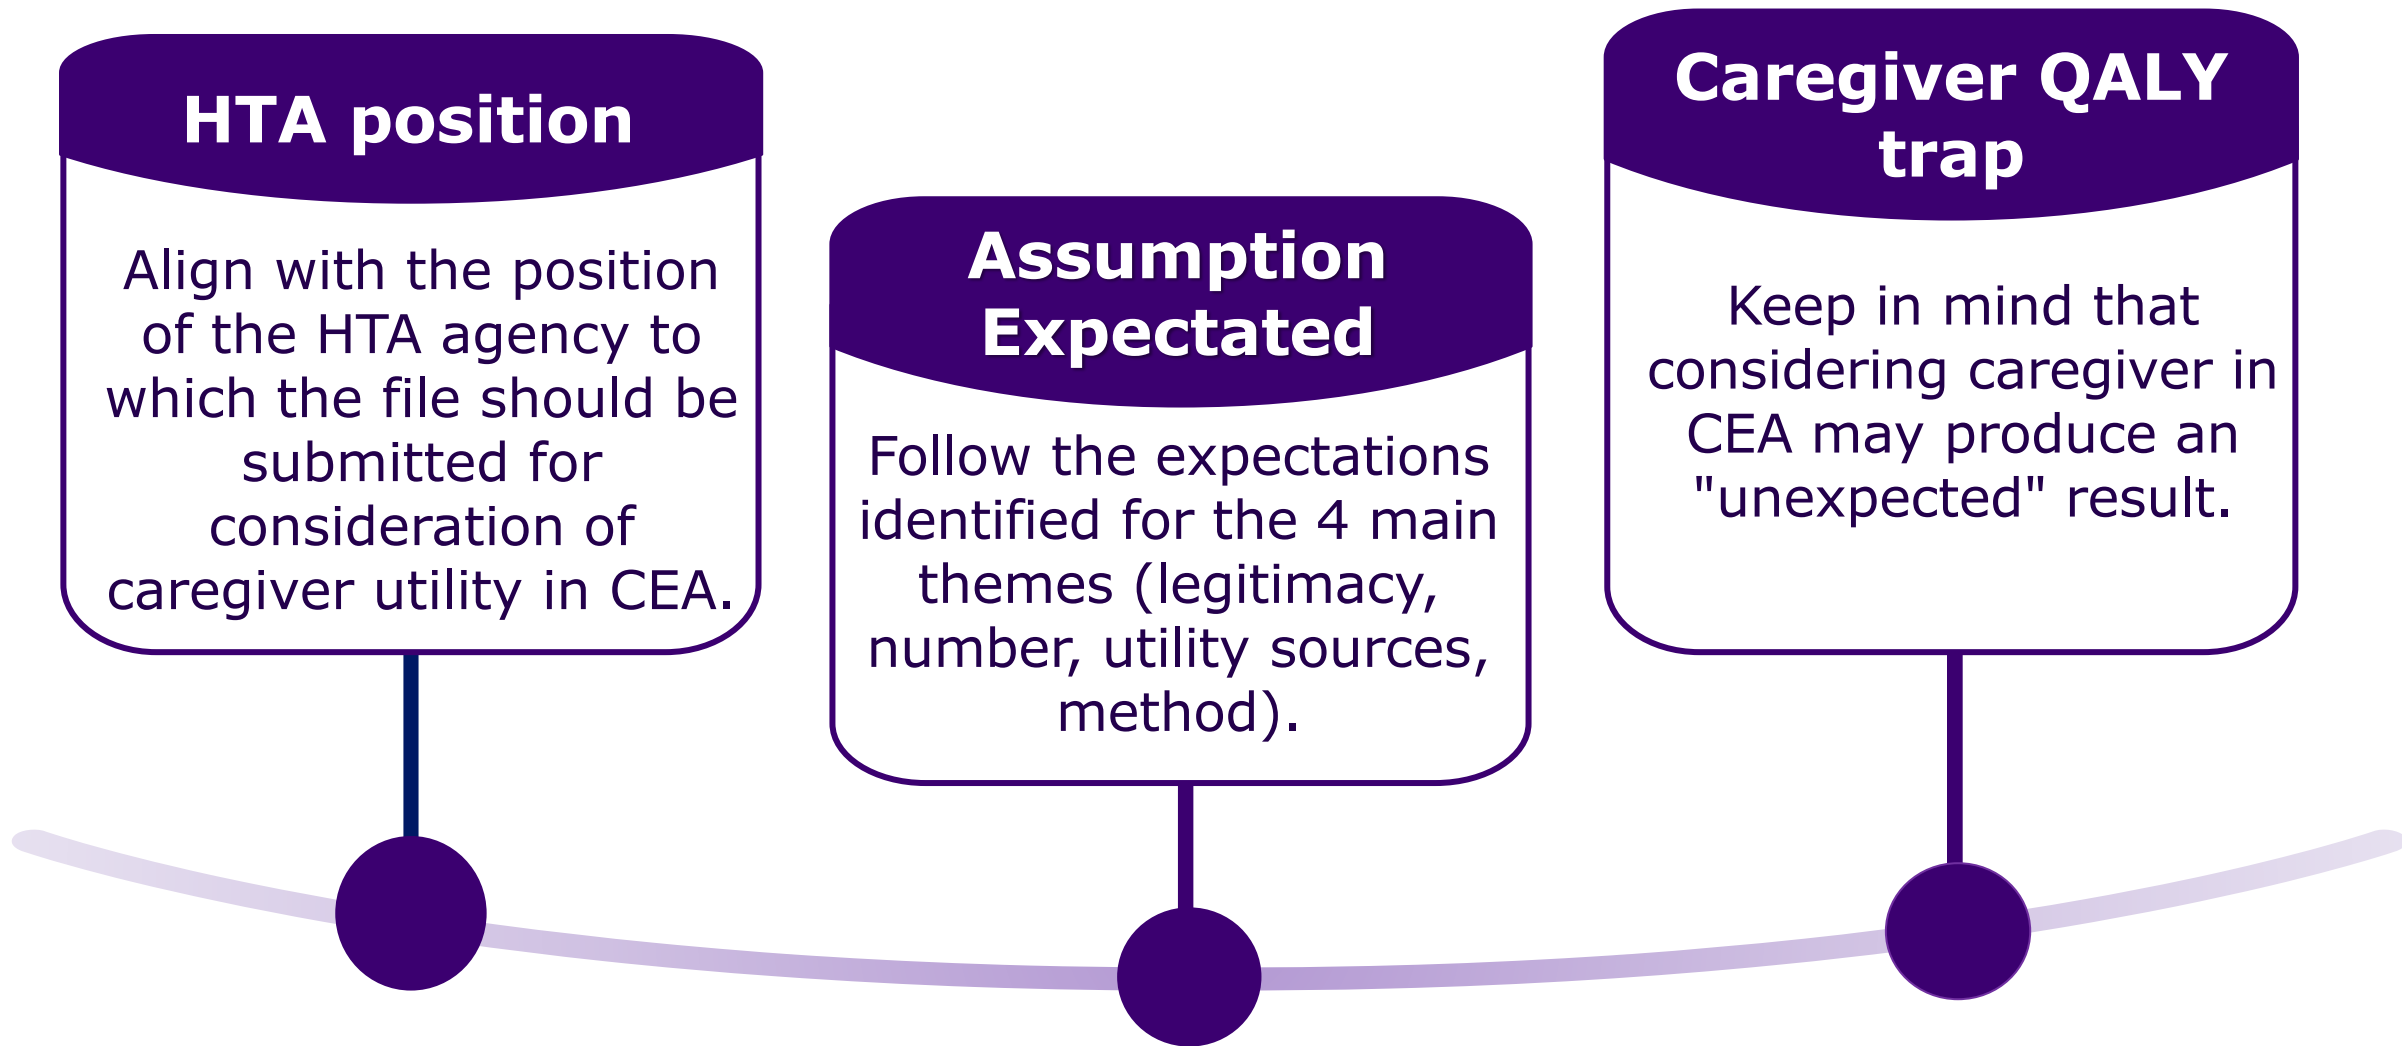 HTA position
Align with the position
of the HTA agency to
which the file should be
submitted for
consideration of
caregiver utility in CEA.
Assumption
Expectated
Follow the expectations
identified for the 4 main
themes (legitimacy,
number, utility sources,
method).
Caregiver QALY
trap
Keep in mind that
considering caregiver in
CEA may produce an
"unexpected" result.